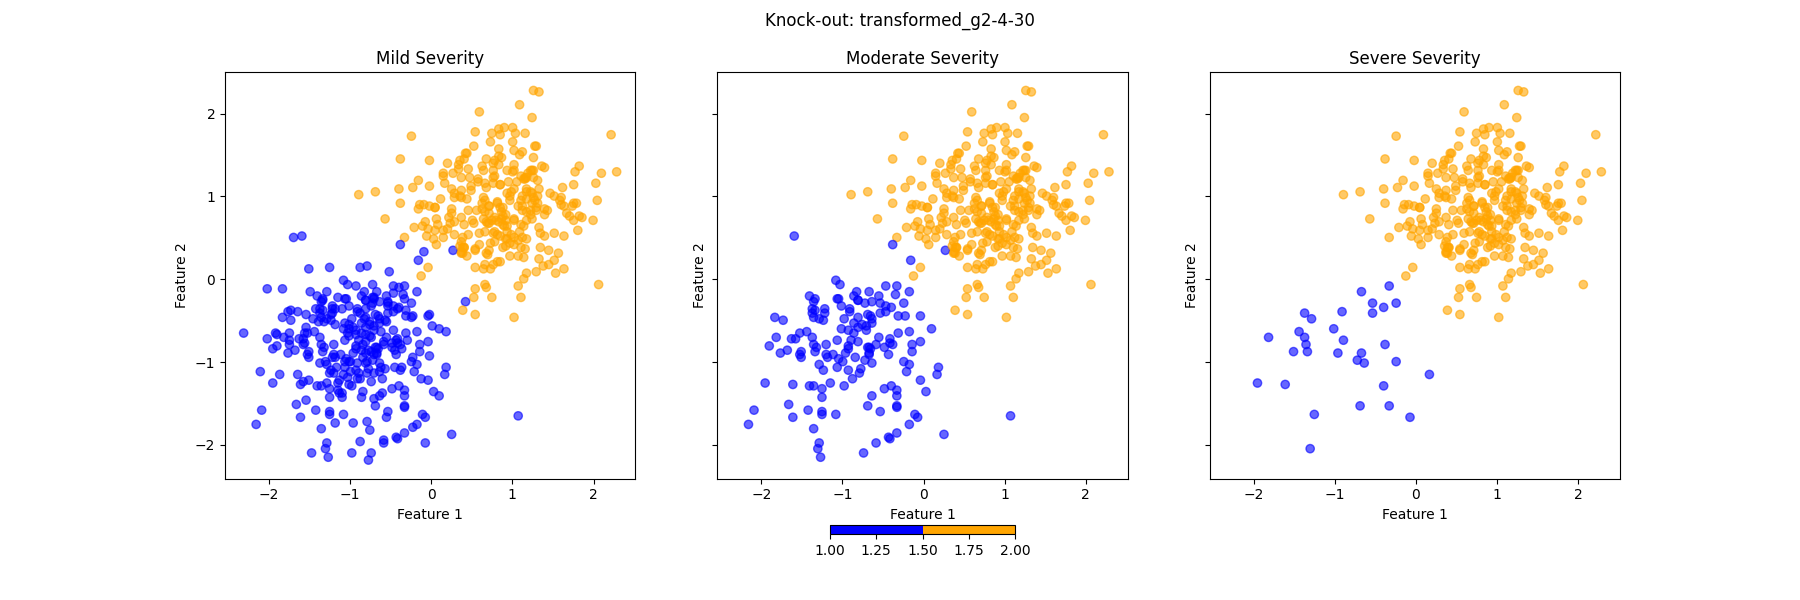 Knock-out: transformed_g2-4-30
Mild Severity
Moderate Severity
Severe Severity
Feature 2
2
1
0
−1
−2
−2 −1 0 1 2
Feature 1
Feature 2
−2 −1 0 1 2
Feature 1
Feature 2
−2 −1 0 1 2
Feature 1
1.00 1.25 1.50 1.75 2.00